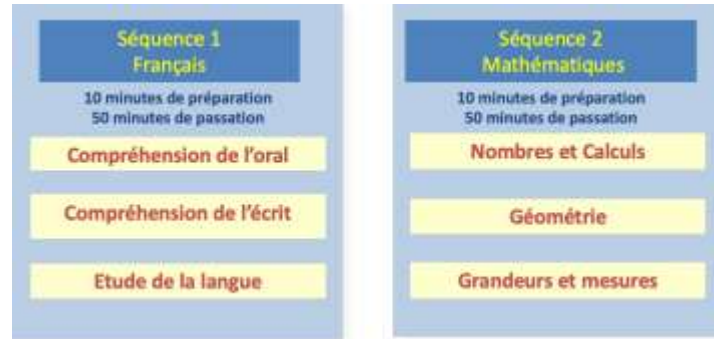 Séquence 1
Français
10 minutes de préparation
50 minutes de passation
Compréhension de l'oral
Compréhension de l'écrit
Etude de la langue
Séquence 2
Mathématiques
10 minutes de préparation
50 minutes de passation
Nombres et Calculs
Géométrie
Grandeurs et mesures